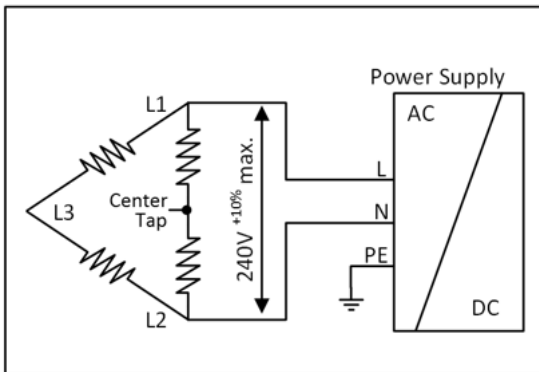 Power Supply
AC
L1
L
Center
Tap
L3
240V +10% max.
N
PE
L2
DC